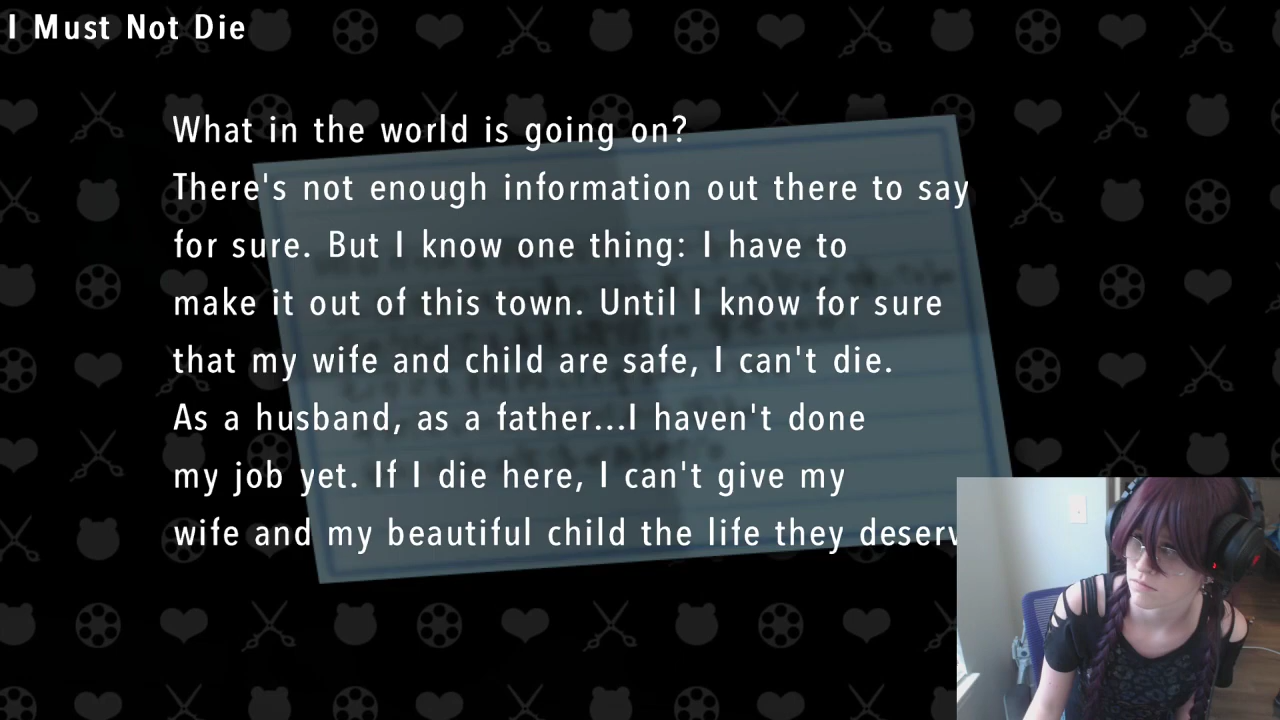 I Must Not Die
What in the world is going on?
There's not enough information out there to say
for sure. But I know one thing: I have to
make it out of this town. Until I know for sure
that my wife and child are safe, I can't die.
As a husband, as a father...I haven't done
my job yet. If I die here, I can't give my
wife and my beautiful child the life they deserv